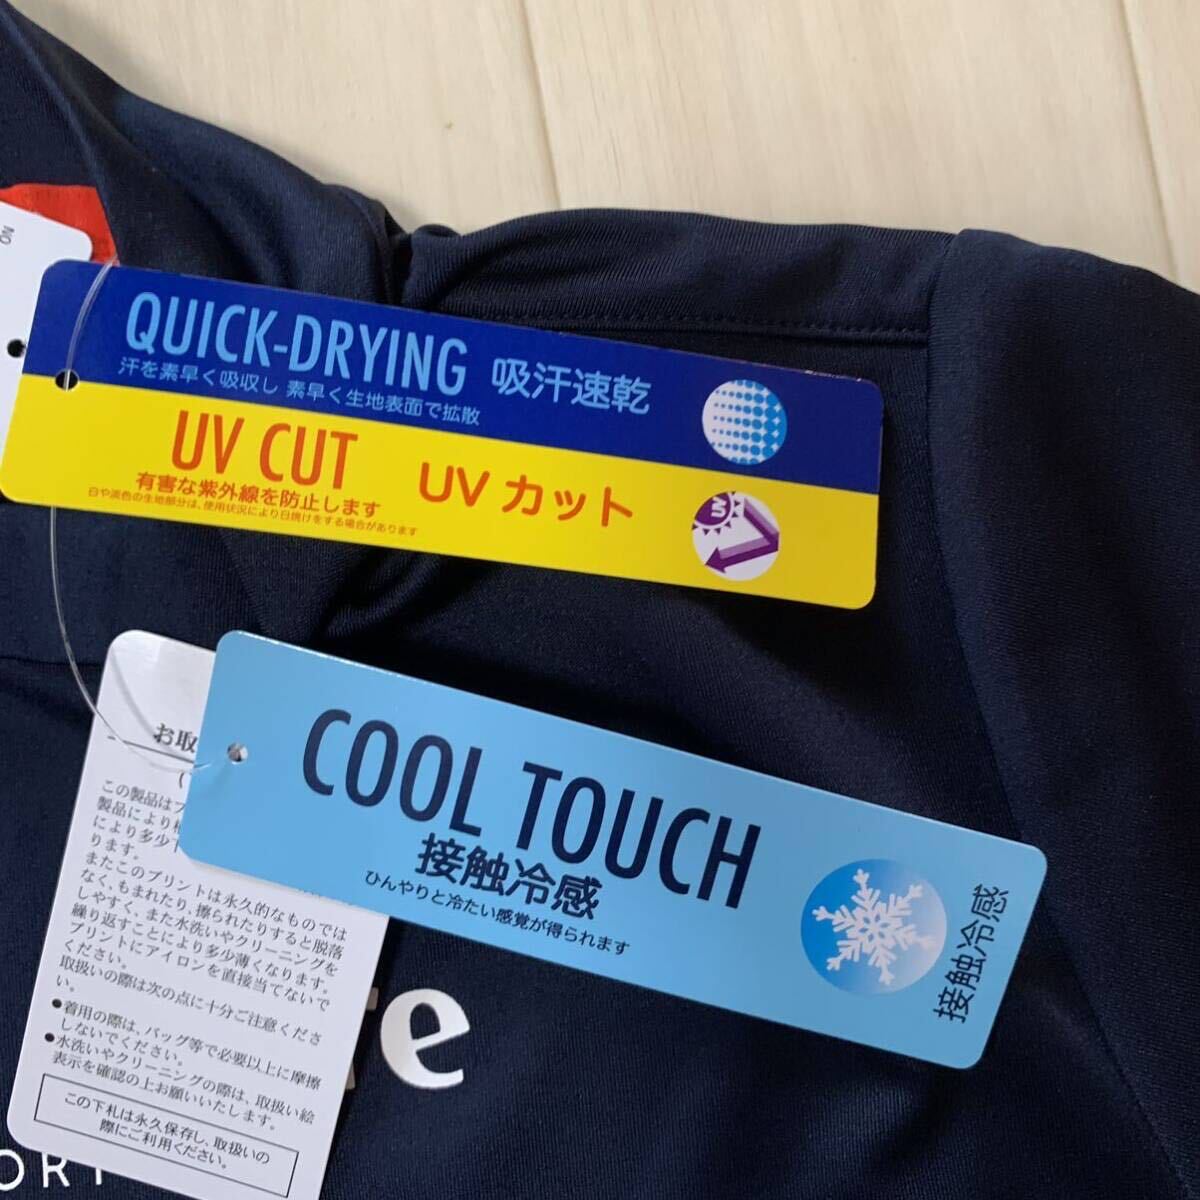 NO
QUICK-DRYING 吸汗速乾
汗を素早く吸収し 素早く生地表面で拡散
UV CUT UV カット
有害な紫外線を防止します
白や淡色の生地部分は、使用状況により日焼けをする場合があります
UV
COOL TOUCH
接触冷感
ひんやりと冷たい感覚が得られます
接触冷感
お取
この製品はプ
製品により
により多少
ります。
またこのプリントは永久的なものでは
なく、もまれたり、擦られたりすると脱落
しやすく、また水洗いやクリーニングを
繰り返すことにより多少薄くなります。
プリントにアイロンを直接当てないで
ください。
取扱いの際は次の点に十分ご注意くださ
い。
●着用の際は、バッグ等で必要以上に摩擦
しないでください。
●水洗いやクリーニングの際は、取扱い絵
表示を確認の上お願いいたします。
この下札は永久保存し、取扱いの
際にご利用ください。
e
ORT